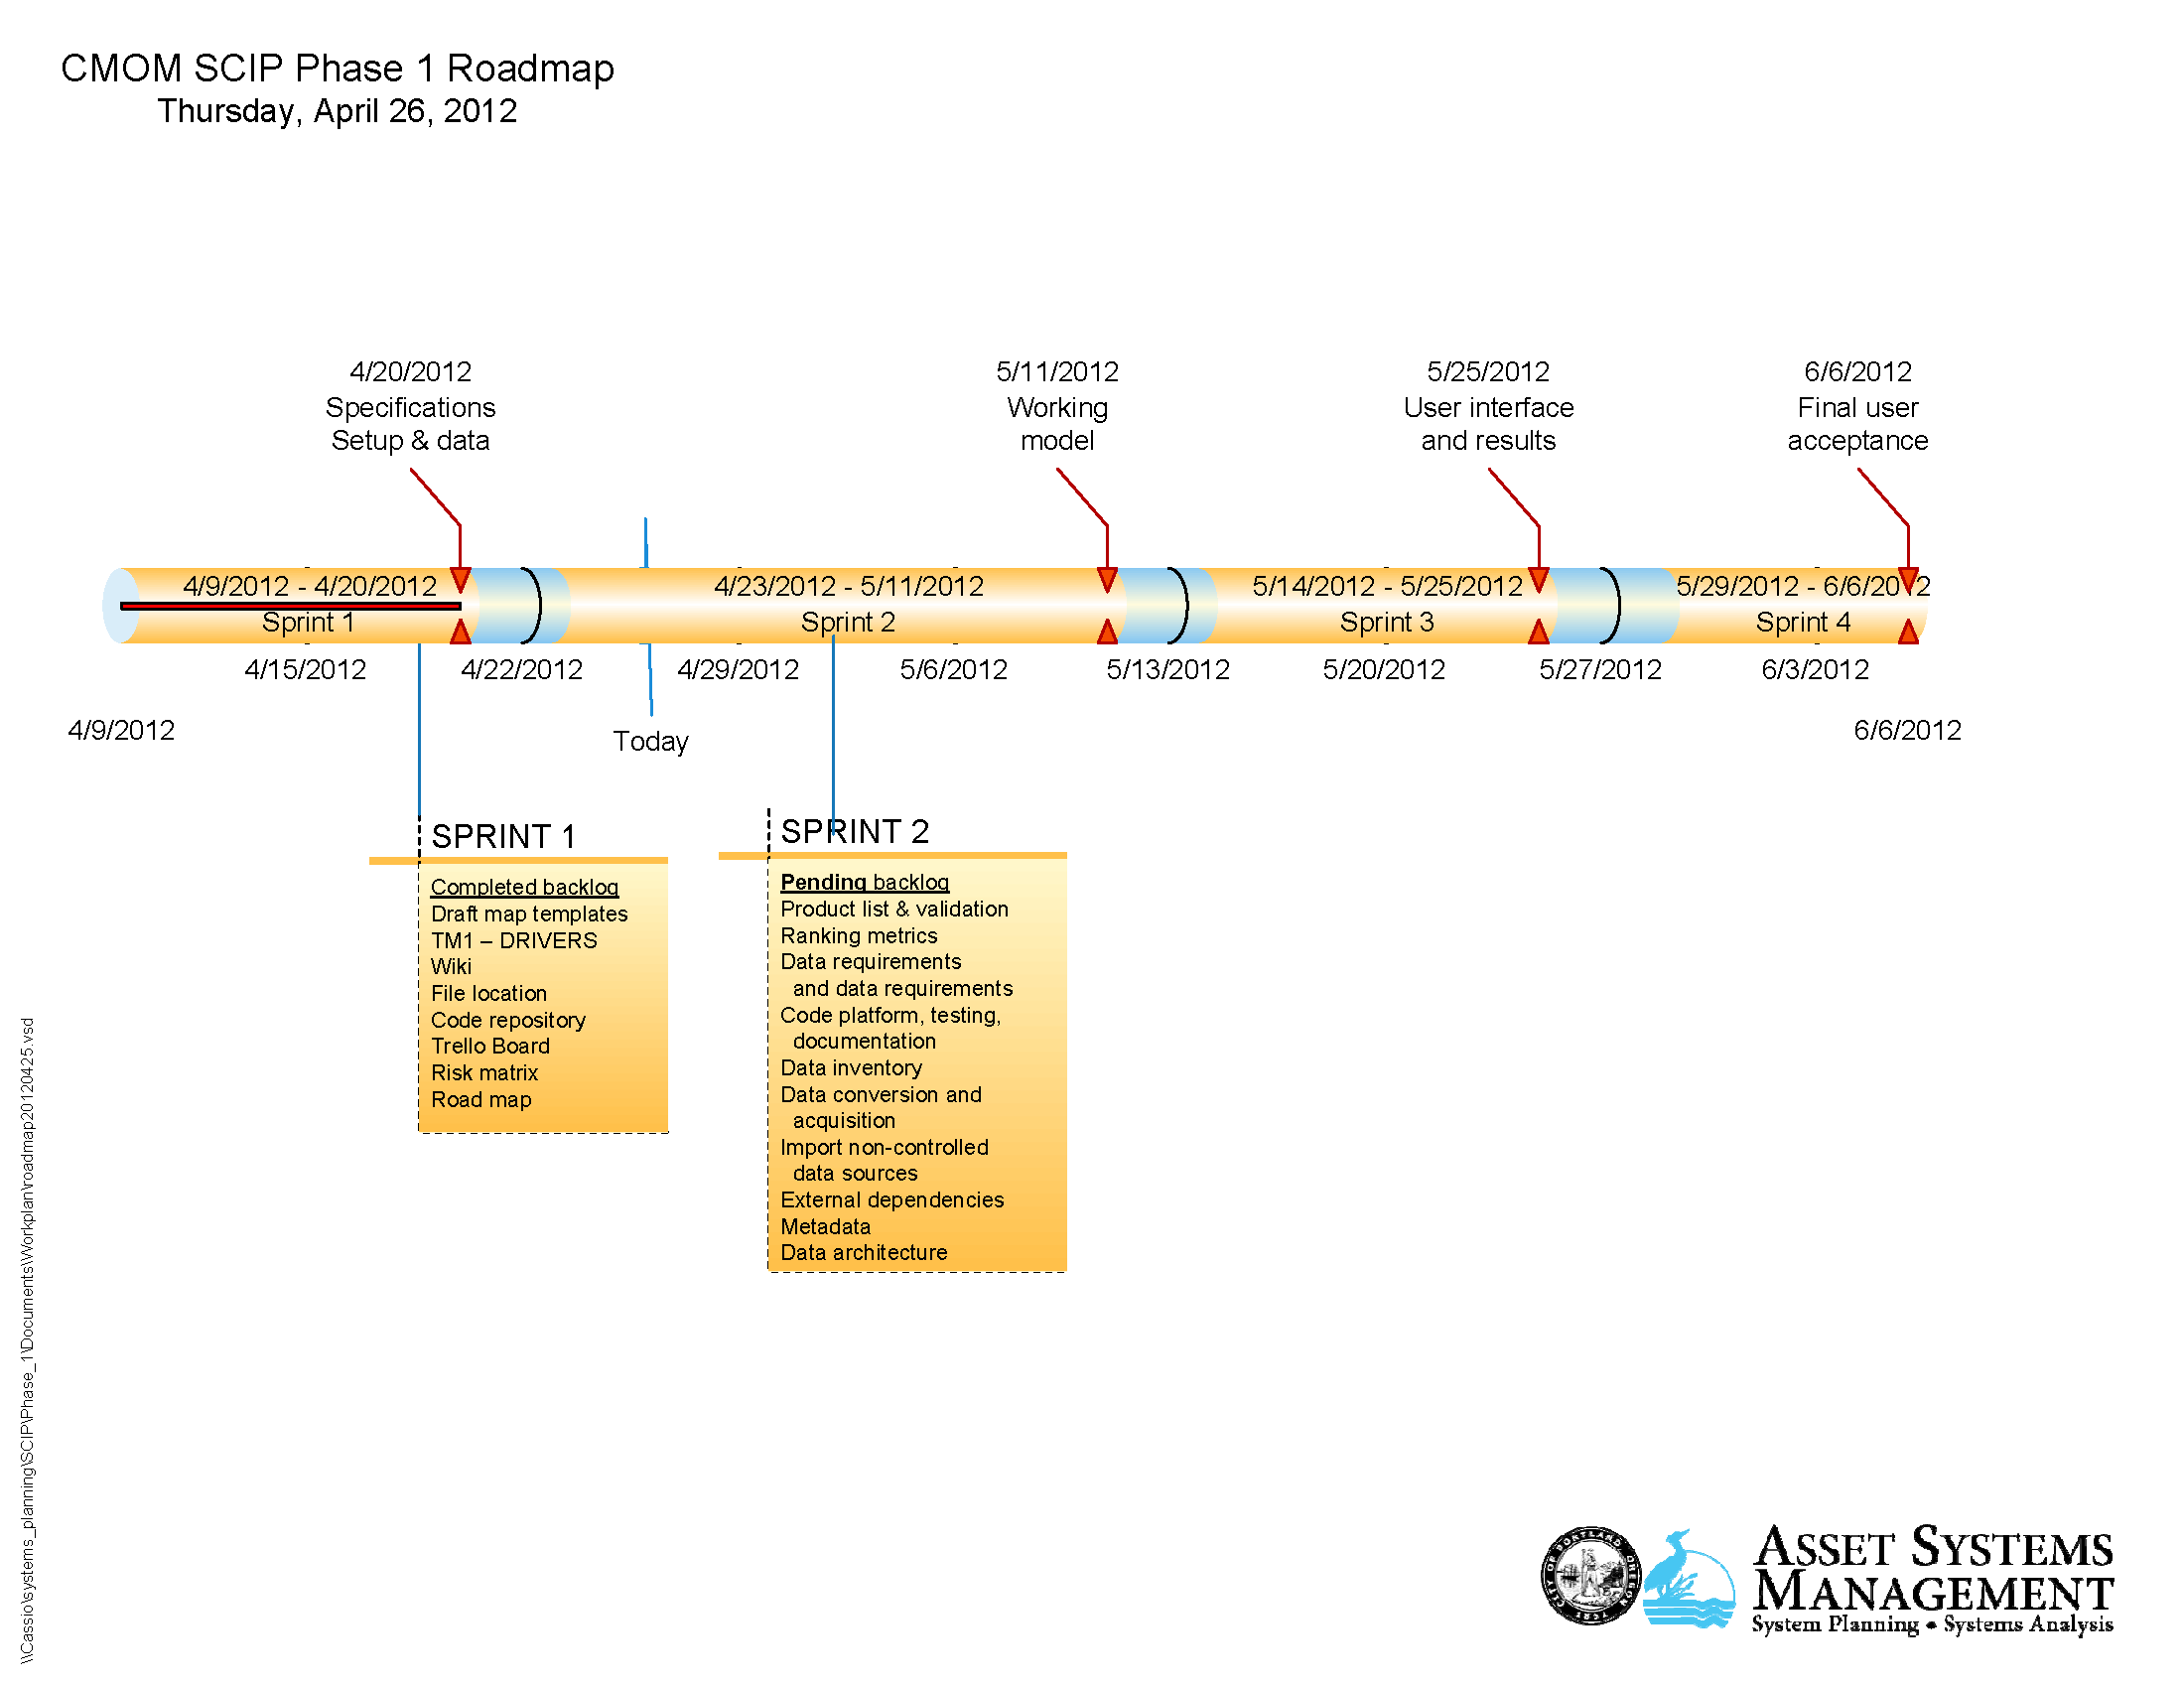 CMOM SCIP Phase 1 Roadmap
Thursday, April 26, 2012
4/20/2012
Specifications
Setup & data
5/11/2012
Working
model
5/25/2012
User interface
and results
6/6/2012
Final user
acceptance
4/9/2012 - 4/20/2012
Sprint 1
4/23/2012 - 5/11/2012
Sprint 2
5/14/2012 - 5/25/2012
Sprint 3
5/29/2012 - 6/6/2012
Sprint 4
4/15/2012
4/22/2012
4/29/2012
5/6/2012
5/13/2012
5/20/2012
5/27/2012
6/3/2012
4/9/2012
Today
6/6/2012
SPRINT 1
Completed backlog
Draft map templates
TM1 – DRIVERS
Wiki
File location
Code repository
Trello Board
Risk matrix
Road map
SPRINT 2
Pending backlog
Product list & validation
Ranking metrics
Data requirements
and data requirements
Code platform, testing,
documentation
Data inventory
Data conversion and
acquisition
Import non-controlled
data sources
External dependencies
Metadata
Data architecture
\\Cassio\systems_planning\SCIP\Phase_1\Documents\Workplan\roadmap20120425.vsd
CITY OF PORTLAND, OREGON
ASSET SYSTEMS
MANAGEMENT
System Planning • Systems Analysis